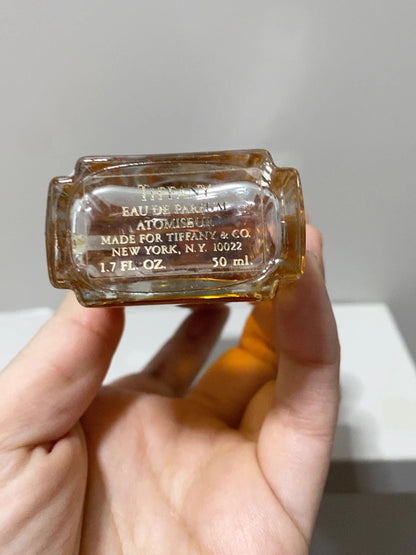 TIFFANY
EAU DE PARFUM
ATOMISEUR
MADE FOR TIFFANY & CO.
NEW YORK, N.Y. 10022
1.7 FL. OZ. 50 ml.